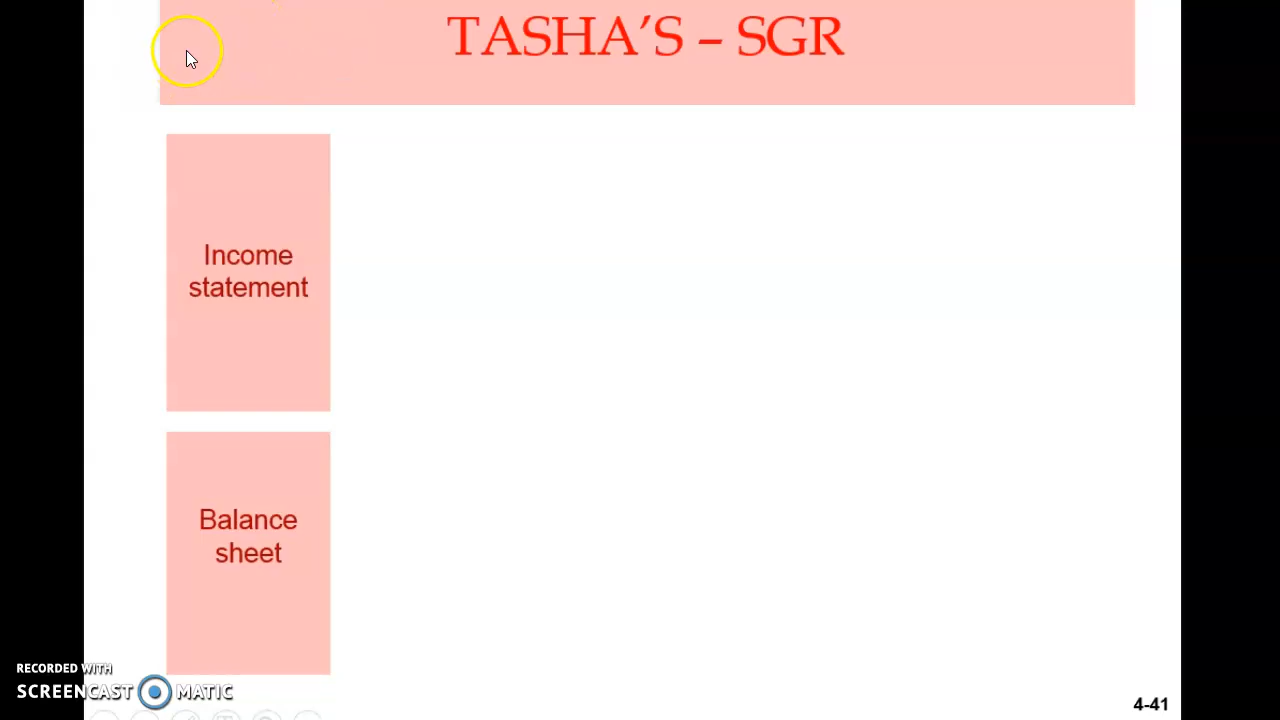 TASHA’S – SGR
Income
statement
Balance
sheet
RECORDED WITH
SCREENCAST MATIC
4-41